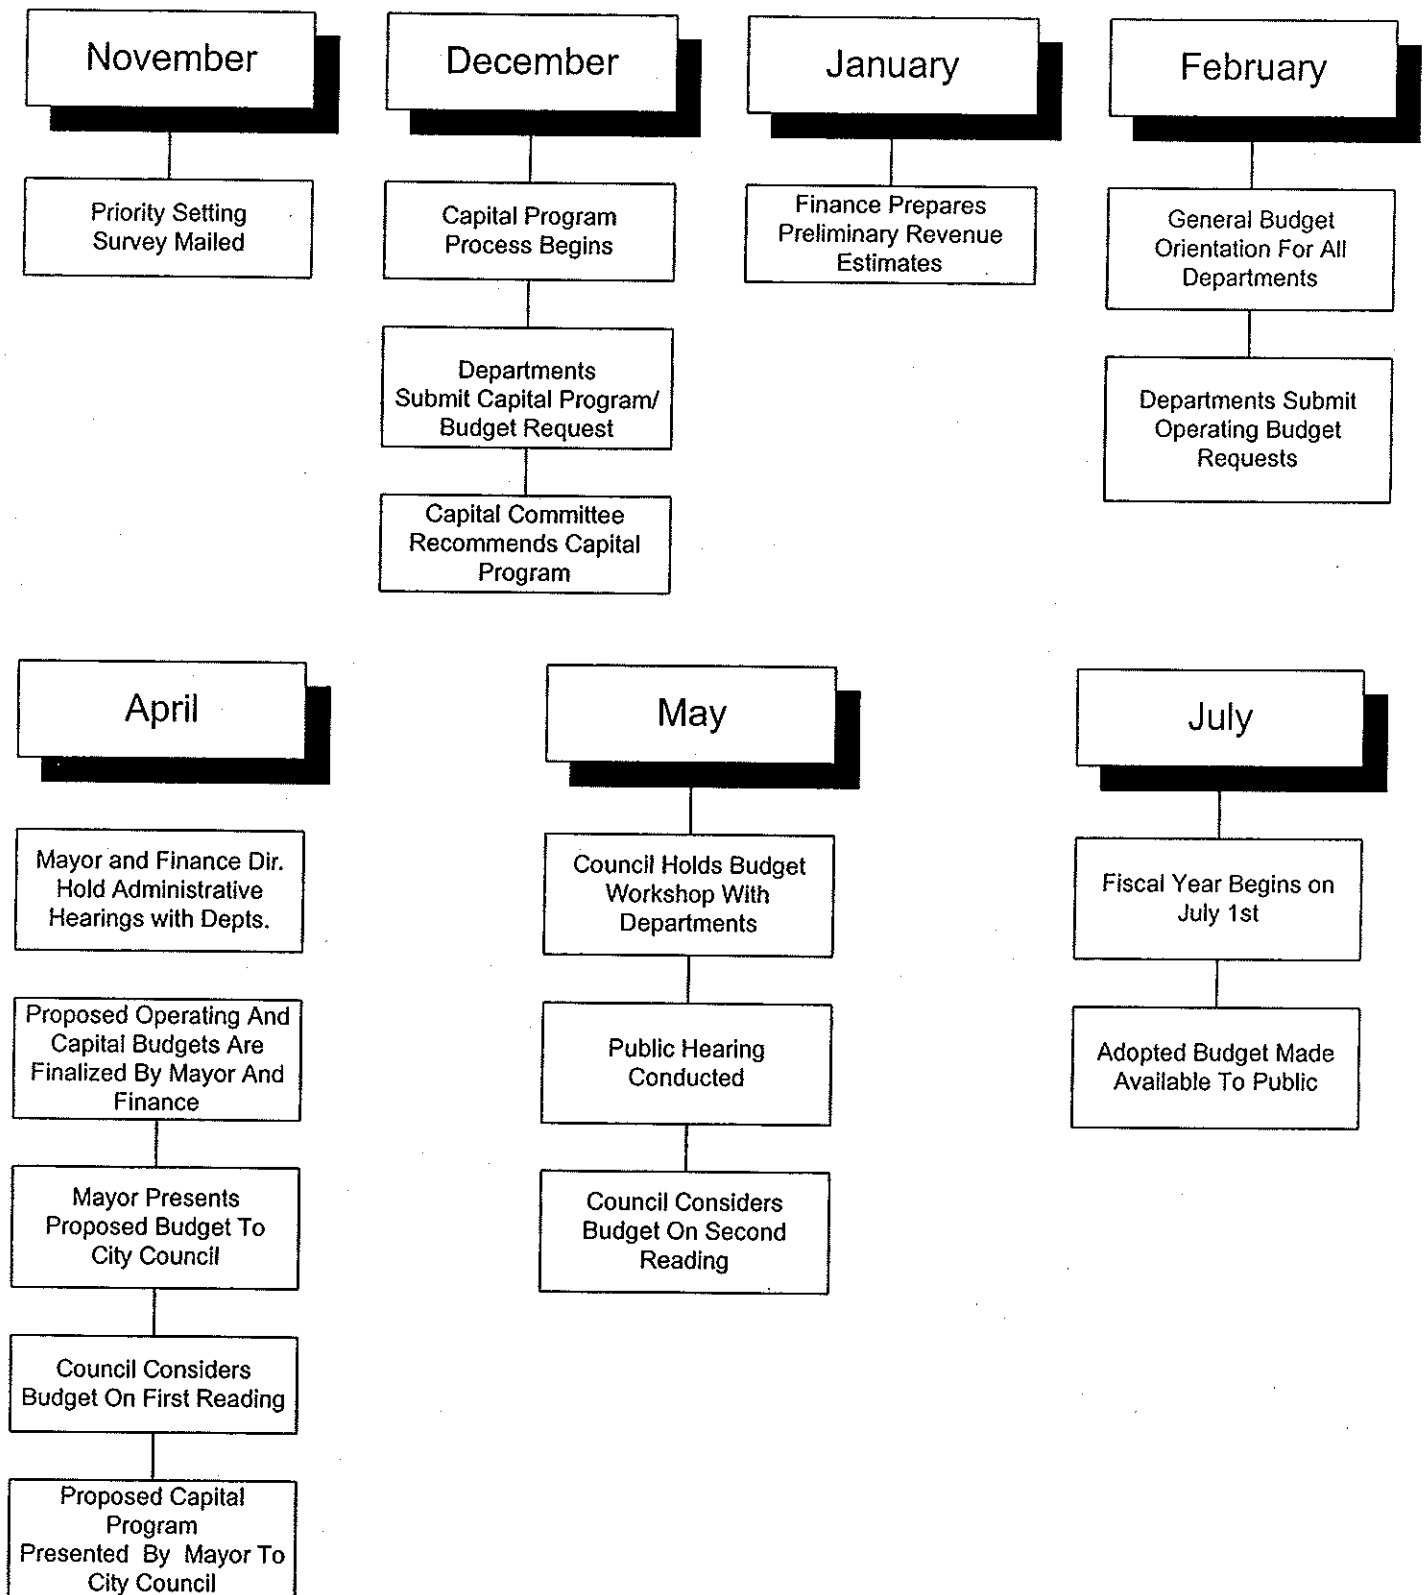 November
Priority Setting
Survey Mailed
December
Capital Program
Process Begins
Departments
Submit Capital Program/
Budget Request
Capital Committee
Recommends Capital
Program
January
Finance Prepares
Preliminary Revenue
Estimates
February
General Budget
Orientation For All
Departments
Departments Submit
Operating Budget
Requests
April
Mayor and Finance Dir.
Hold Administrative
Hearings with Depts.
Proposed Operating And
Capital Budgets Are
Finalized By Mayor And
Finance
Mayor Presents
Proposed Budget To
City Council
Council Considers
Budget On First Reading
Proposed Capital
Program
Presented By Mayor To
City Council
May
Council Holds Budget
Workshop With
Departments
Public Hearing
Conducted
Council Considers
Budget On Second
Reading
July
Fiscal Year Begins on
July 1st
Adopted Budget Made
Available To Public